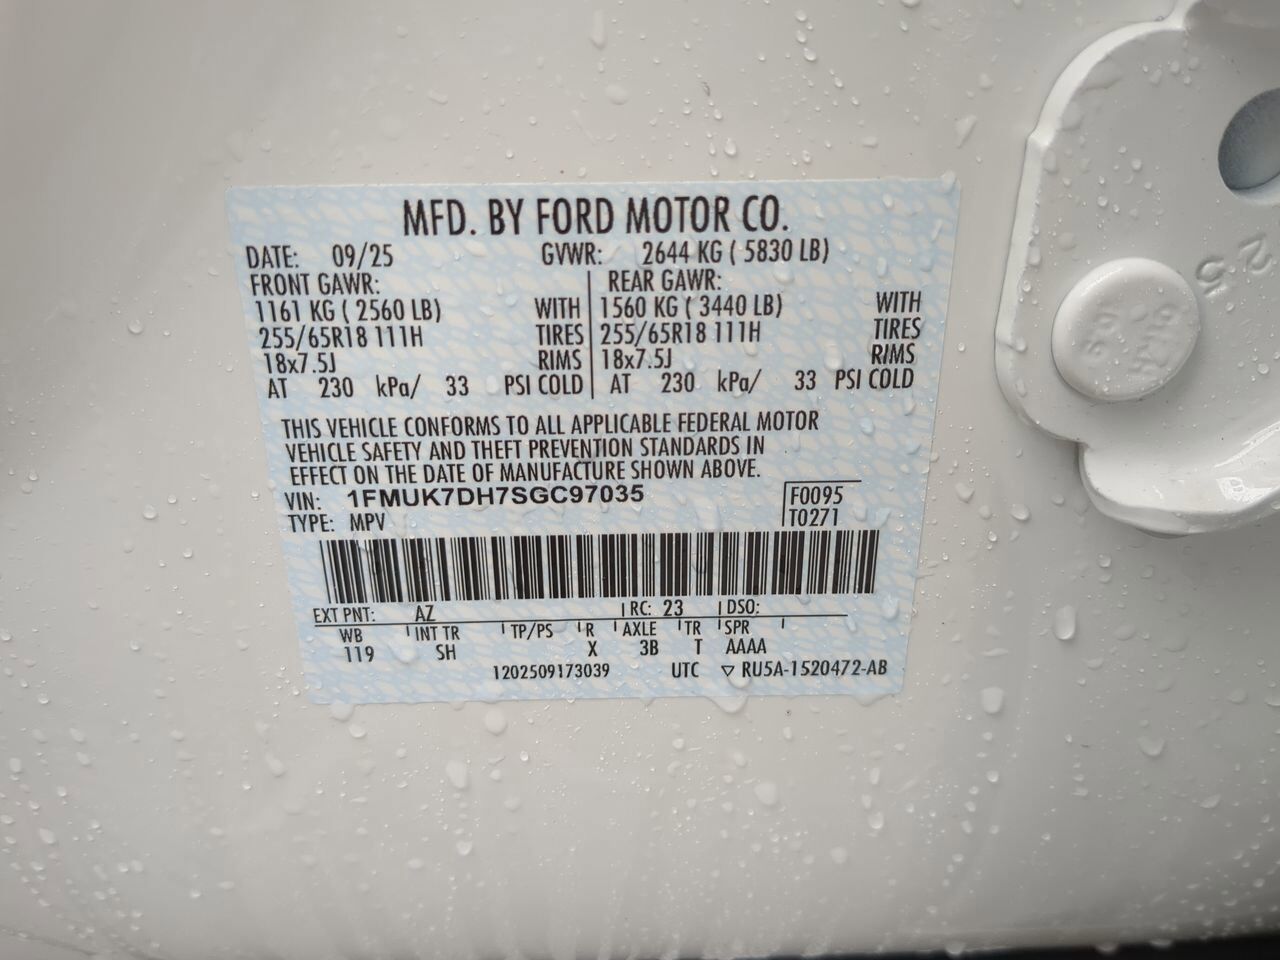 MFD. BY FORD MOTOR CO.
DATE: 09/25 GVWR: 2644 KG ( 5830 LB)
FRONT GAWR: REAR GAWR:
1161 KG ( 2560 LB) WITH 1560 KG ( 3440 LB) WITH
255/65R18 111H TIRES 255/65R18 111H TIRES
18x7.5J RIMS 18x7.5J RIMS
AT 230 kPa/ 33 PSI COLD AT 230 kPa/ 33 PSI COLD
THIS VEHICLE CONFORMS TO ALL APPLICABLE FEDERAL MOTOR
VEHICLE SAFETY AND THEFT PREVENTION STANDARDS IN
EFFECT ON THE DATE OF MANUFACTURE SHOWN ABOVE.
VIN: 1FMUK7DH7SGC97035 F0095
TYPE: MPV T0271
EXT PNT: AZ RC: 23 DSO:
WB INT TR TP/PS R AXLE TR SPR
119 SH X 3B T AAAA
1202509173039 UTC ▽ RU5A-1520472-AB
25